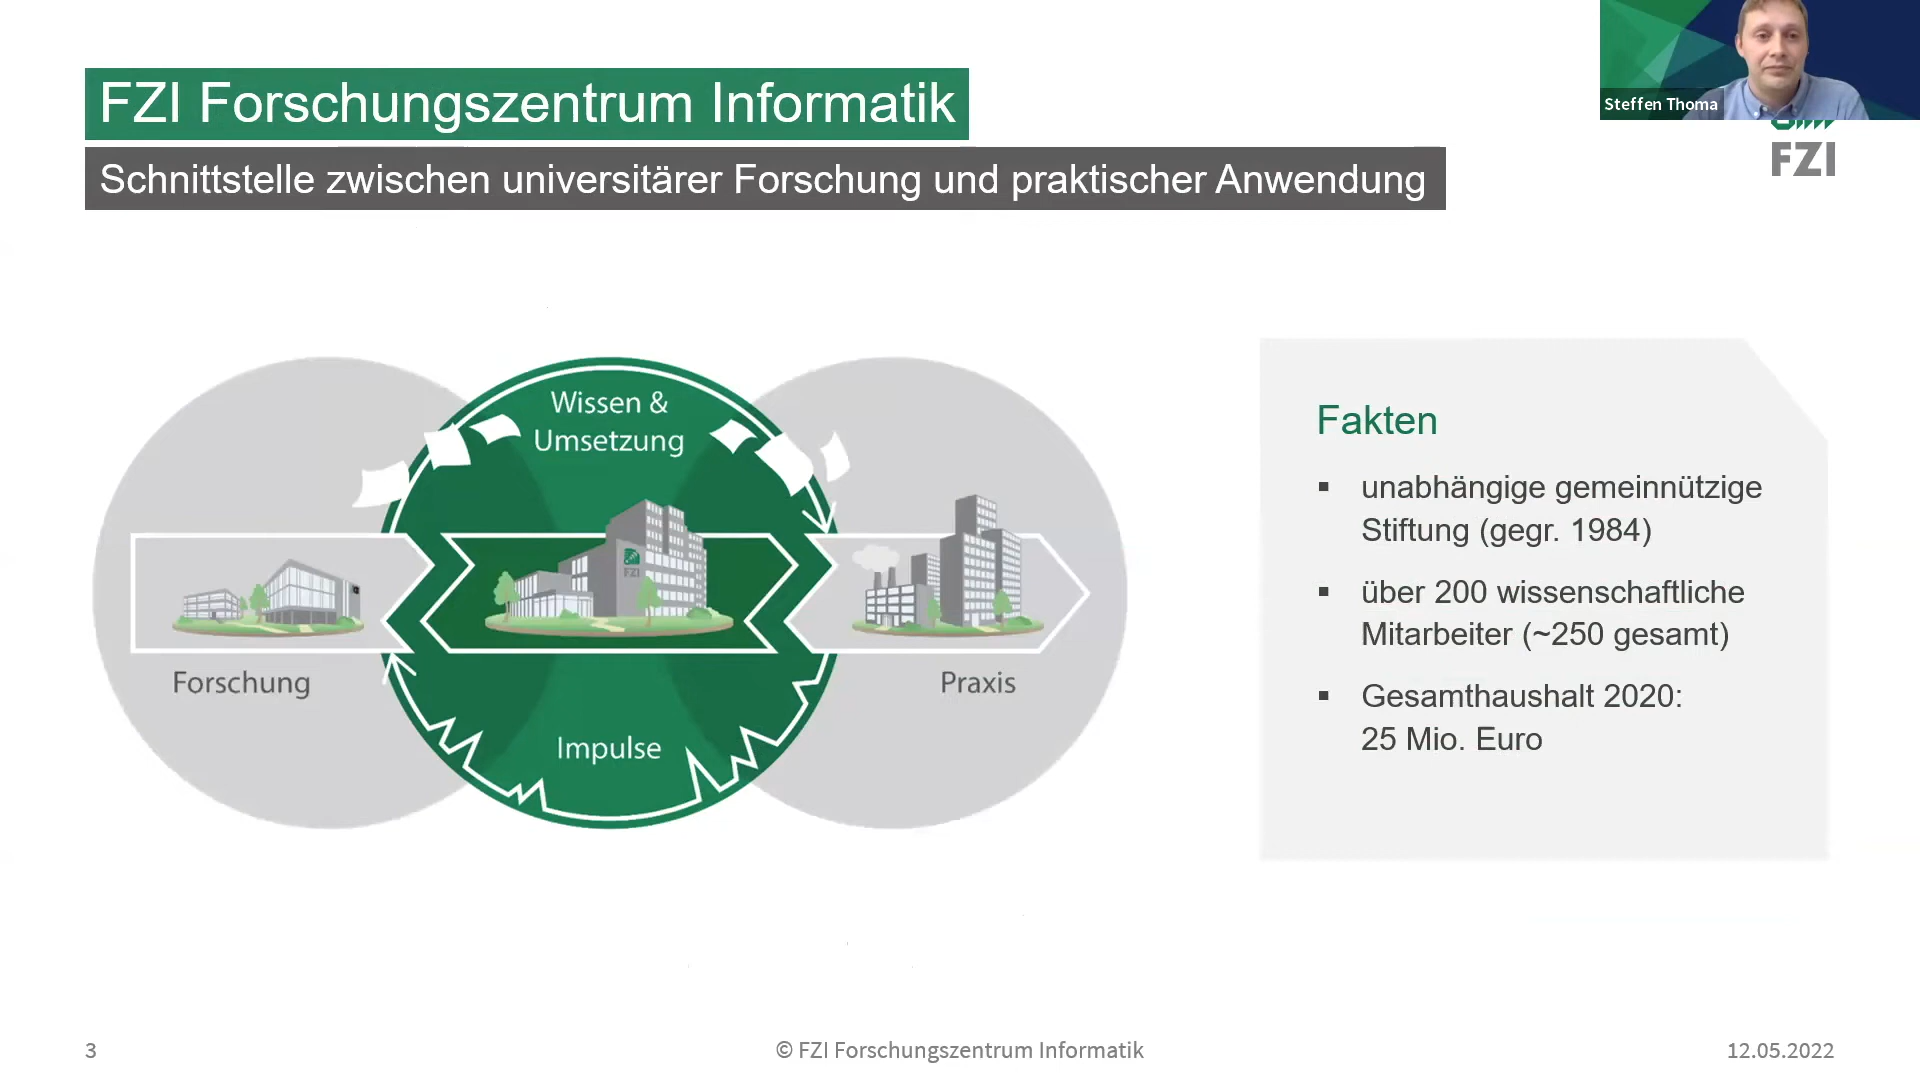 FZI Forschungszentrum Informatik
Schnittstelle zwischen universitärer Forschung und praktischer Anwendung
Steffen Thoma
FZI
Wissen &
Umsetzung
FZI
Forschung
Praxis
Impulse
Fakten
▪ unabhängige gemeinnützige
Stiftung (gegr. 1984)
▪ über 200 wissenschaftliche
Mitarbeiter (~250 gesamt)
▪ Gesamthaushalt 2020:
25 Mio. Euro
3
© FZI Forschungszentrum Informatik
12.05.2022